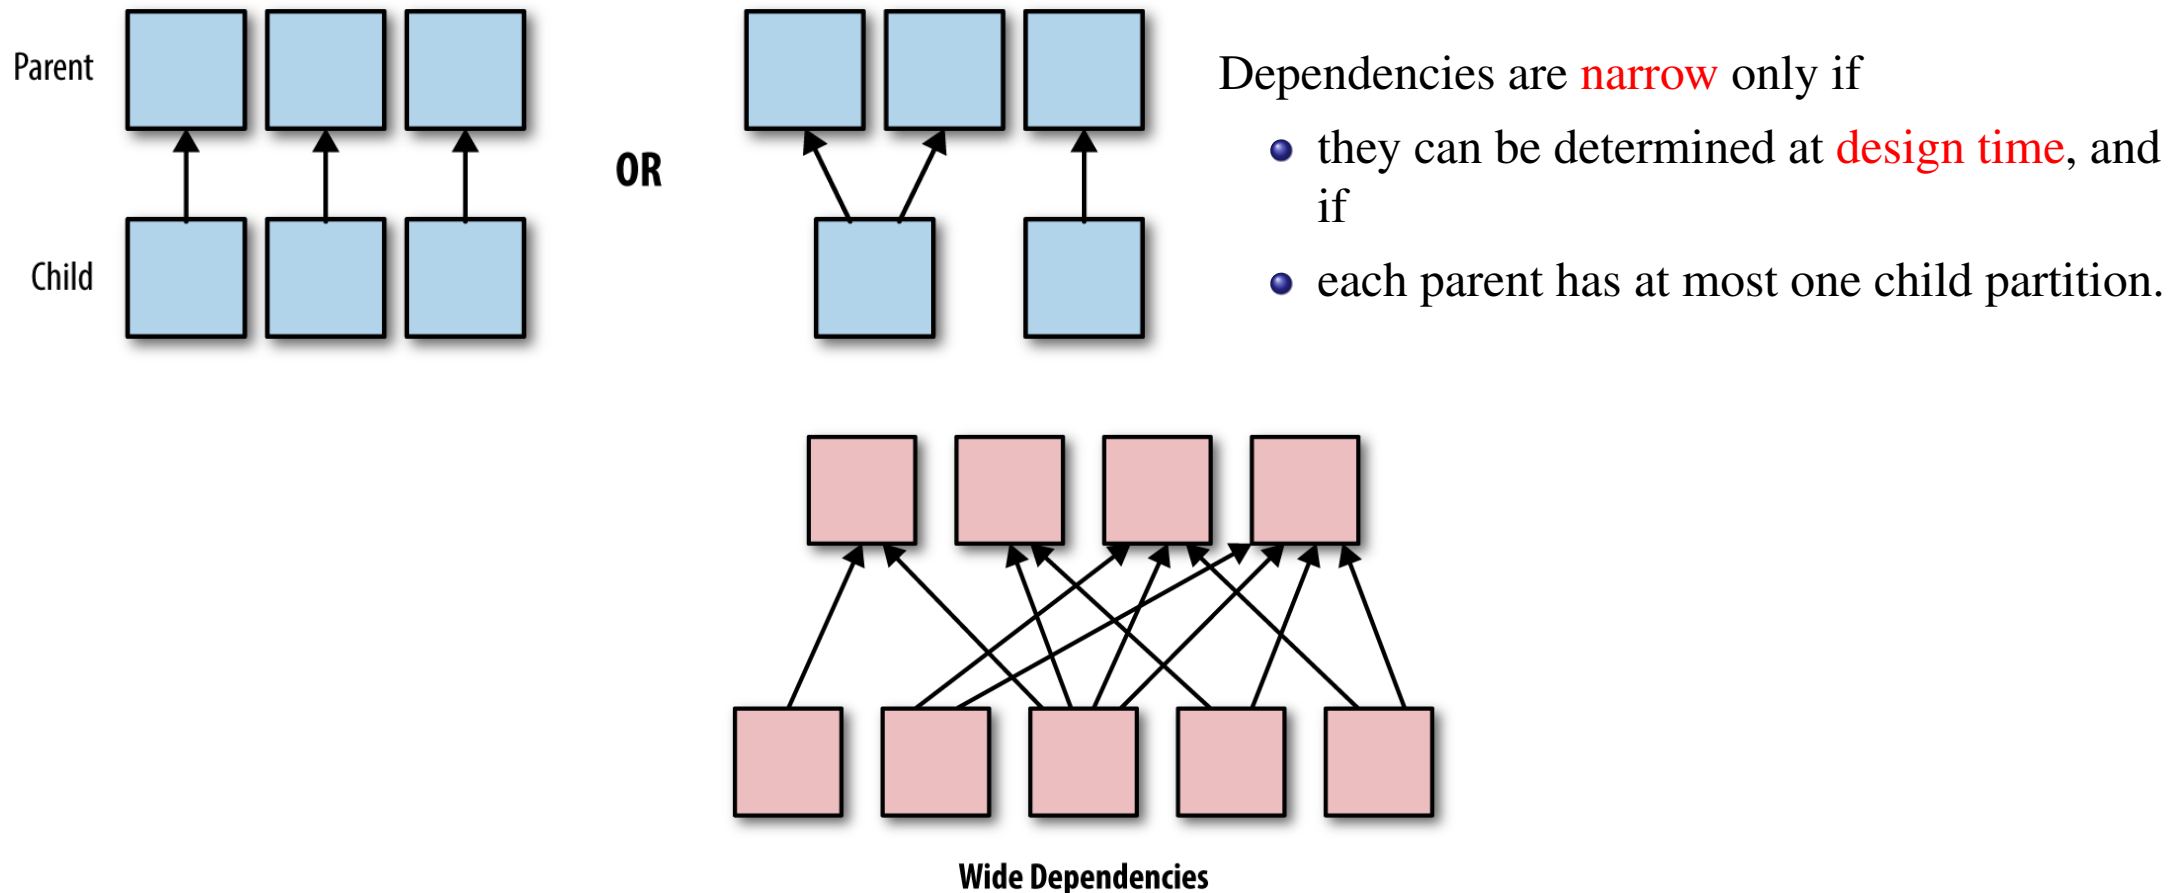 Parent
OR
Child
Dependencies are narrow only if
they can be determined at design time, and
if
each parent has at most one child partition.
Wide Dependencies